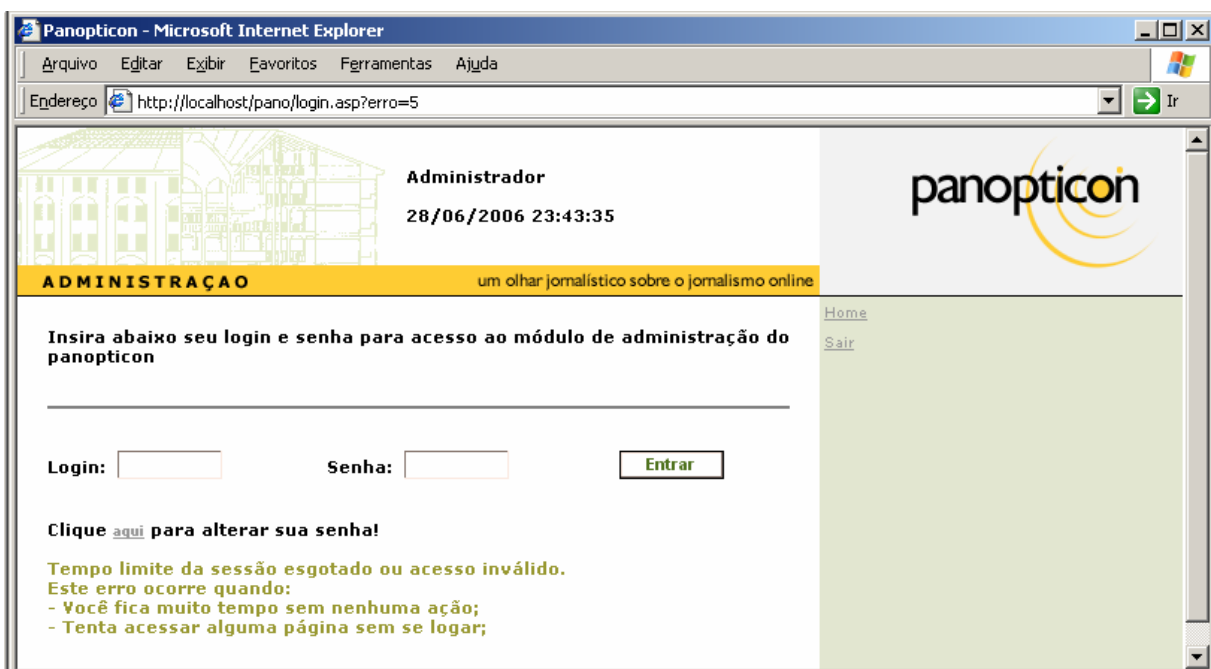 Panopticon - Microsoft Internet Explorer
Arquivo Editar Exibir Favoritos Ferramentas Ajuda
Endereço http://localhost/pano/login.asp?erro=5 Ir
Administrador
28/06/2006 23:43:35
panopticon
ADMINISTRAÇAO um olhar jornalístico sobre o jornalismo online
Home
Sair
Insira abaixo seu login e senha para acesso ao módulo de administração do
panopticon
Login: Senha: Entrar
Clique aqui para alterar sua senha!
Tempo limite da sessão esgotado ou acesso inválido.
Este erro ocorre quando:
- Você fica muito tempo sem nenhuma ação;
- Tenta acessar alguma página sem se logar;